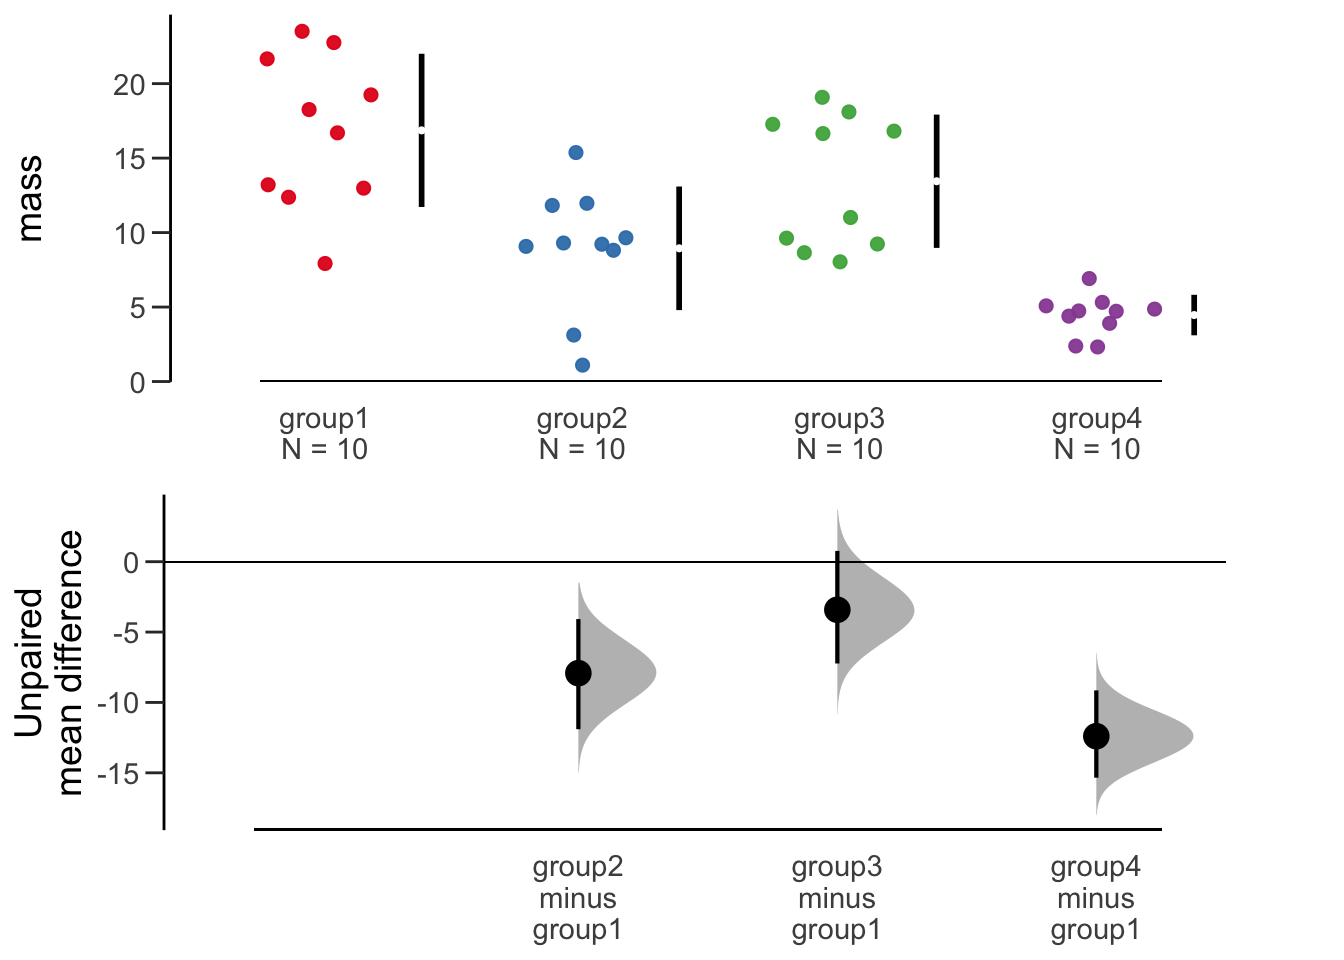 mass
20
15
10
5
0
group1
N = 10
group2
N = 10
group3
N = 10
group4
N = 10
Unpaired
mean difference
0
-5
-10
-15
group2
minus
group1
group3
minus
group1
group4
minus
group1